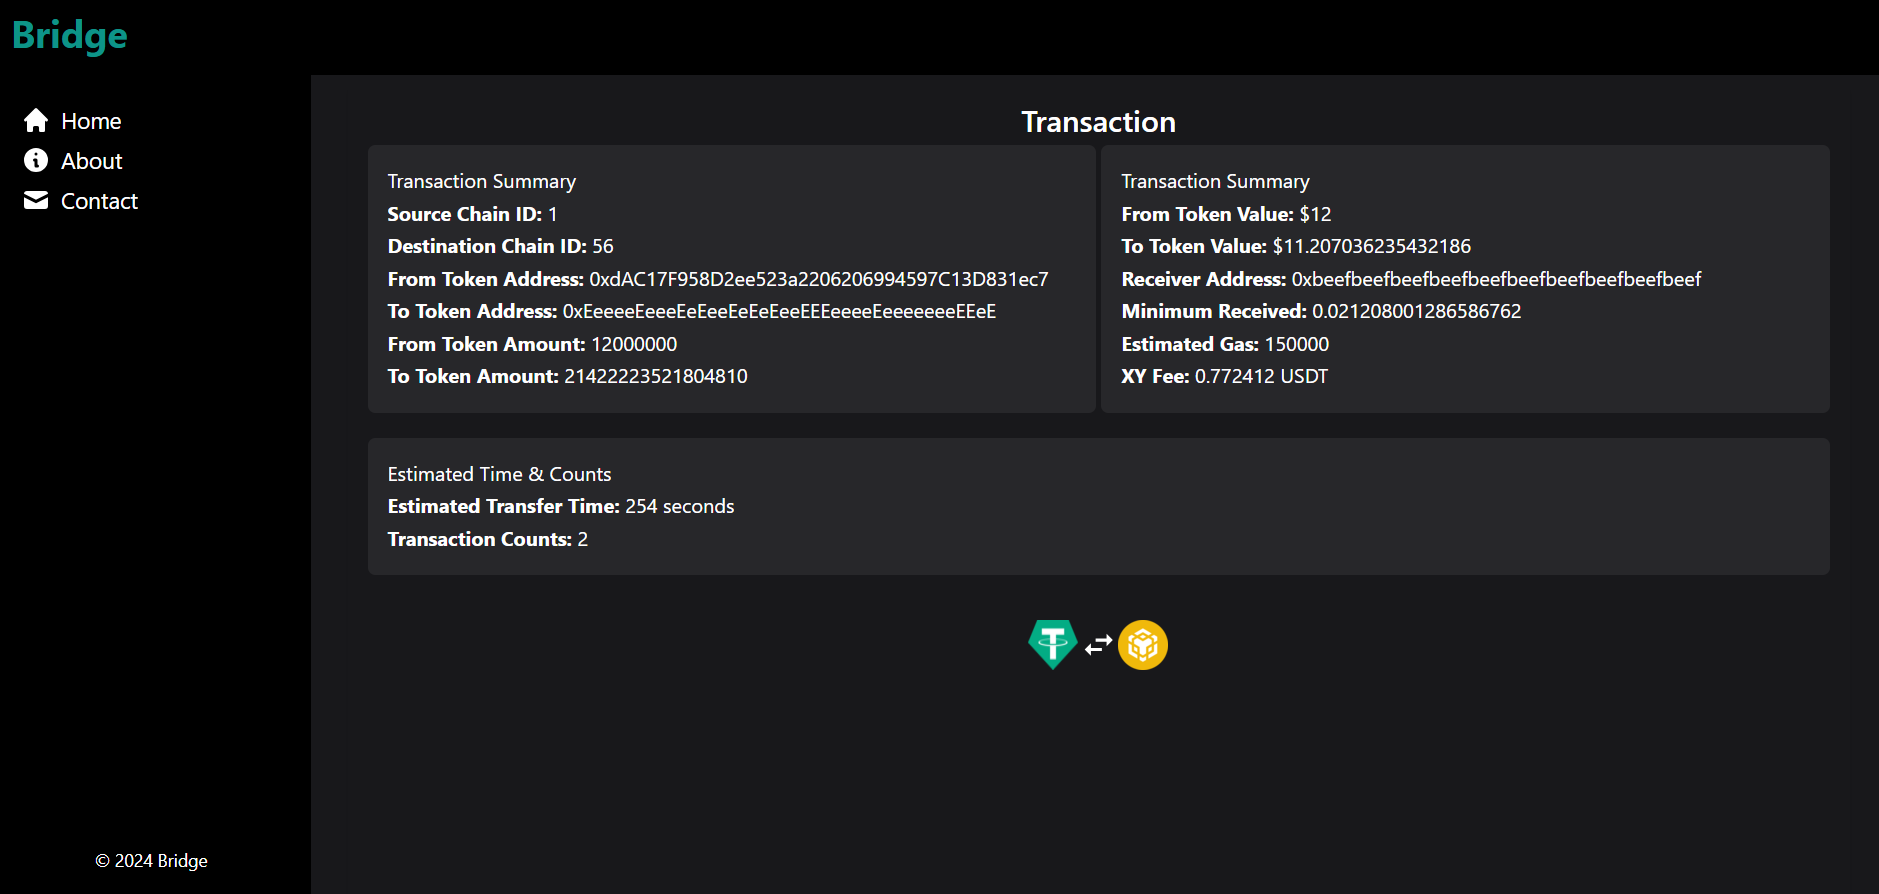 Bridge
Home
About
Contact
Transaction
Transaction Summary
Source Chain ID: 1
Destination Chain ID: 56
From Token Address: 0xdAC17F958D2ee523a2206206994597C13D831ec7
To Token Address: 0xEeeeeEeeeEeEeeEeEeEeeEEEeeeeEeeeeeeeEEeE
From Token Amount: 12000000
To Token Amount: 21422223521804810
Transaction Summary
From Token Value: $12
To Token Value: $11.207036235432186
Receiver Address: 0xbeefbeefbeefbeefbeefbeefbeefbeefbeefbeef
Minimum Received: 0.021208001286586762
Estimated Gas: 150000
XY Fee: 0.772412 USDT
Estimated Time & Counts
Estimated Transfer Time: 254 seconds
Transaction Counts: 2
© 2024 Bridge